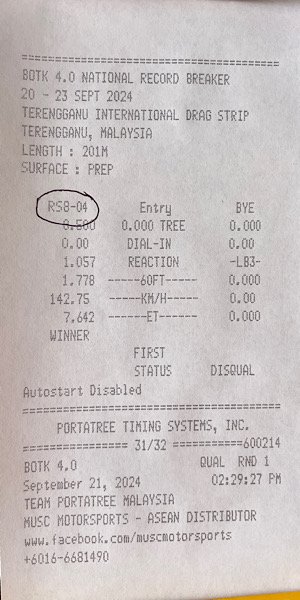 ============================================
BOTK 4.0 NATIONAL RECORD BREAKER
20 - 23 SEPT 2024
TERENGGANU INTERNATIONAL DRAG STRIP
TERENGGANU, MALAYSIA
LENGTH : 201M
SURFACE : PREP
============================================
RS8-04 Entry BYE
0.500 0.000 TREE 0.000
0.00 DIAL-IN 0.00
1.057 REACTION -LB3-
1.778 -----60FT----- 0.000
142.75 ------KM/H----- 0.00
7.642 -------ET------ 0.000
WINNER
FIRST
STATUS DISQUAL
Autostart Disabled
============================================
PORTATREE TIMING SYSTEMS, INC.
================ 31/32 ===========600214
BOTK 4.0 QUAL RND 1
September 21, 2024 02:29:27 PM
TEAM PORTATREE MALAYSIA
MUSC MOTORSPORTS - ASEAN DISTRIBUTOR
www.facebook.com/muscmotorsports
+6016-6681490